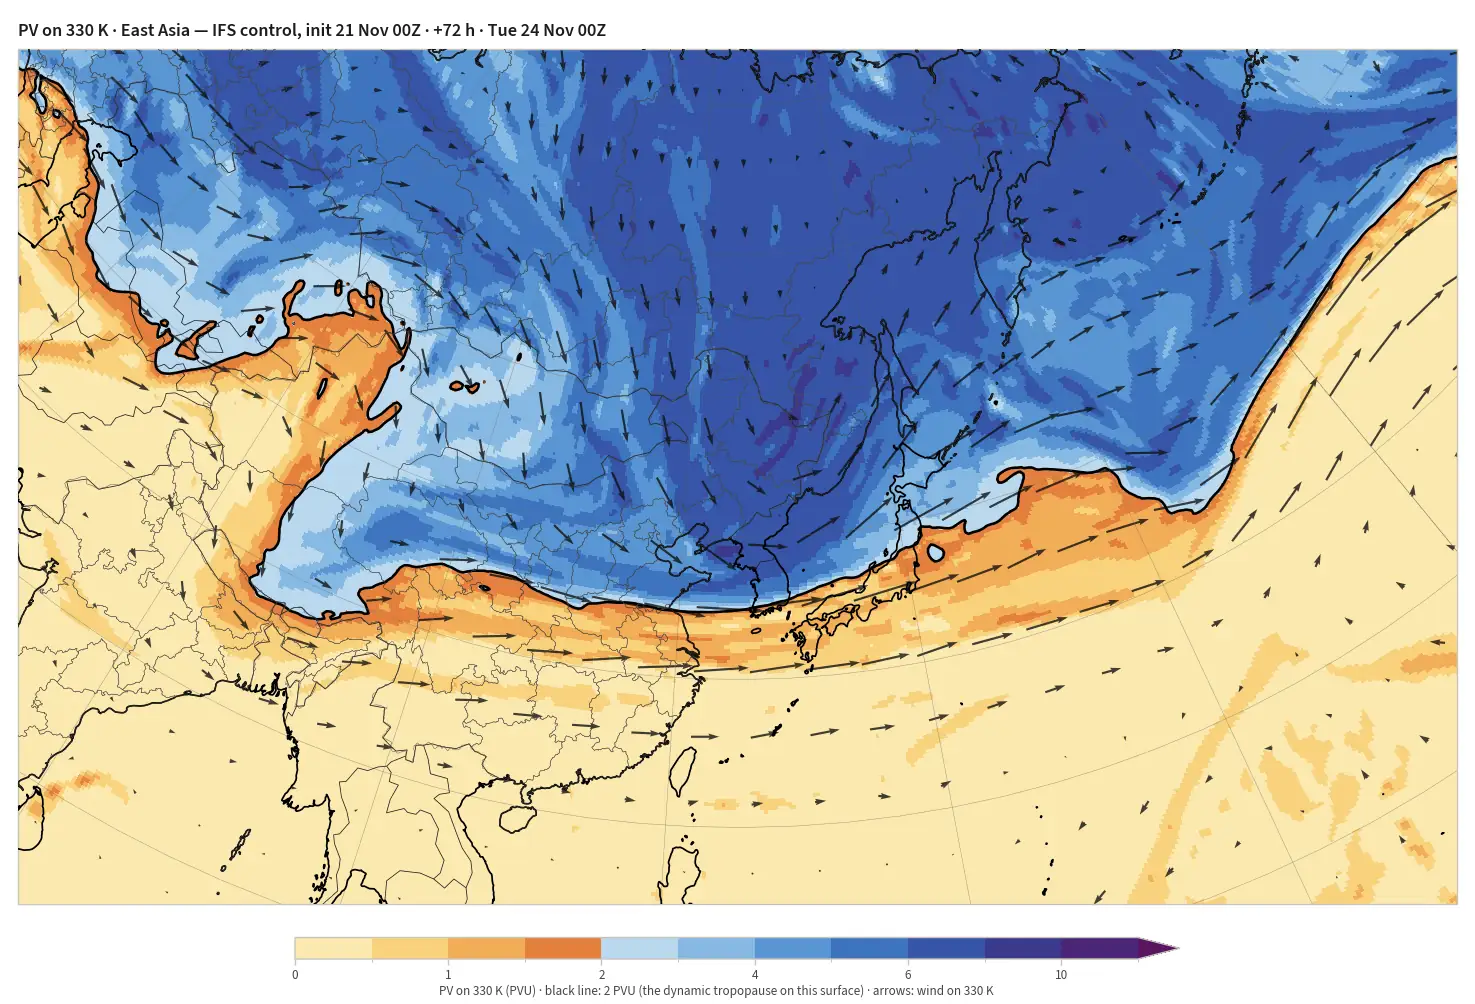 PV on 330 K · East Asia — IFS control, init 21 Nov 00Z · +72 h · Tue 24 Nov 00Z
0 1 2 4 6 10
PV on 330 K (PVU) · black line: 2 PVU (the dynamic tropopause on this surface) · arrows: wind on 330 K